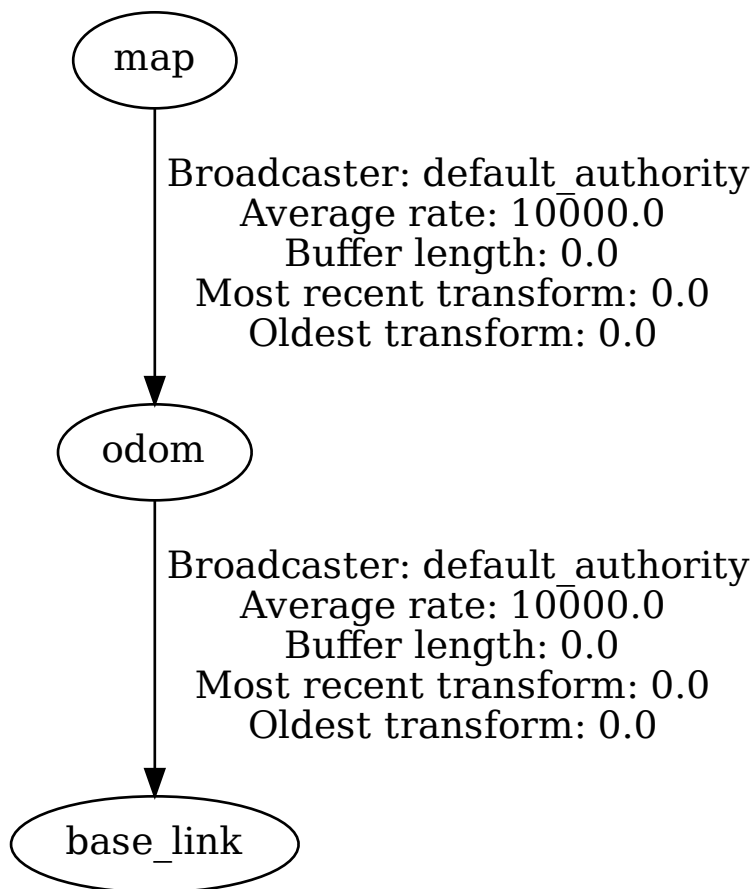 map
Broadcaster: default_authority
Average rate: 10000.0
Buffer length: 0.0
Most recent transform: 0.0
Oldest transform: 0.0
odom
Broadcaster: default_authority
Average rate: 10000.0
Buffer length: 0.0
Most recent transform: 0.0
Oldest transform: 0.0
base_link